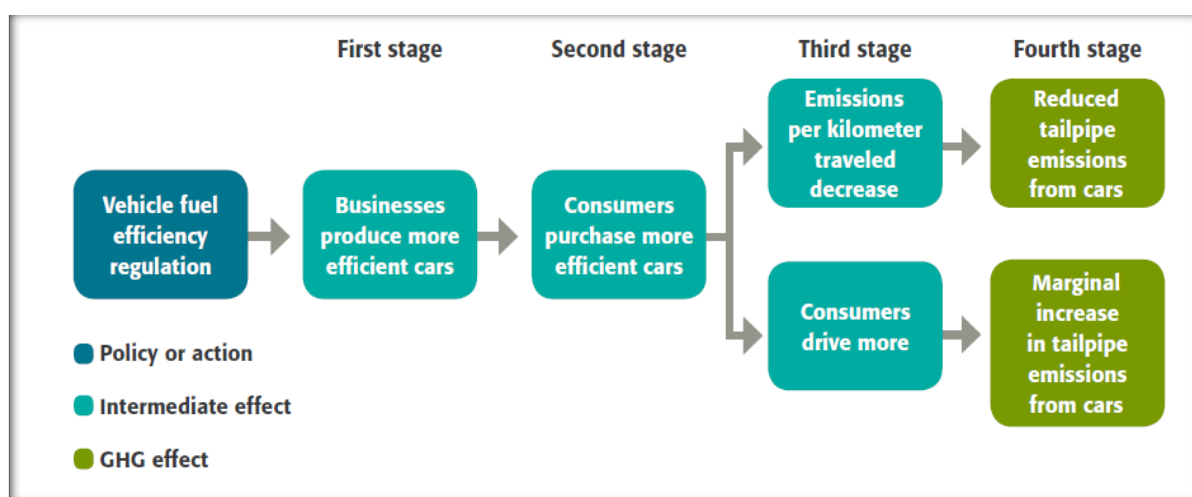 First stage
Second stage
Third stage
Fourth stage
Vehicle fuel
efficiency
regulation
Businesses
produce more
efficient cars
Consumers
purchase more
efficient cars
Emissions
per kilometer
traveled
decrease
Reduced
tailpipe
emissions
from cars
Consumers
drive more
Marginal
increase
in tailpipe
emissions
from cars
Policy or action
Intermediate effect
GHG effect